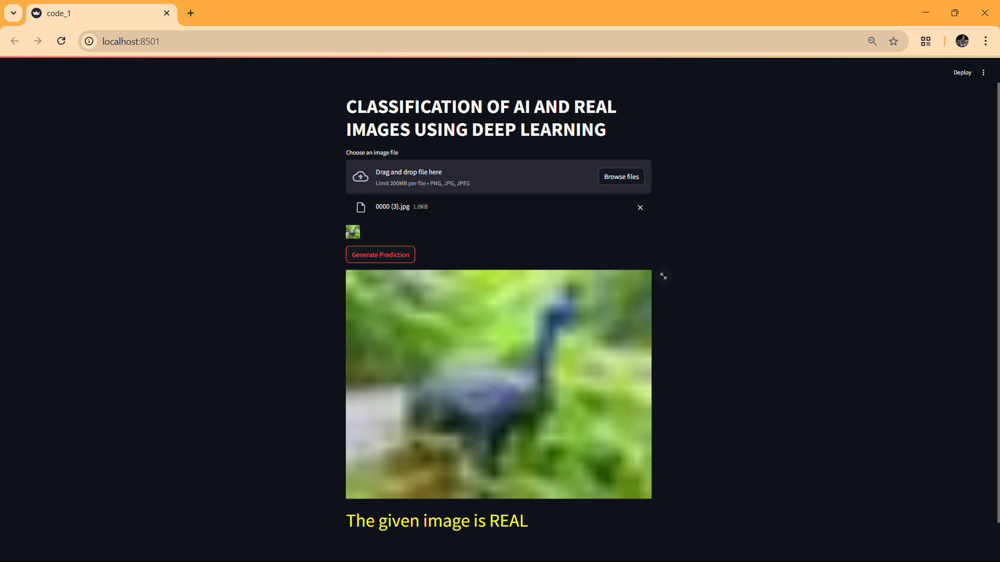 code_1
localhost:8501
Deploy
CLASSIFICATION OF AI AND REAL
IMAGES USING DEEP LEARNING
Choose an image file
Drag and drop file here
Limit 200MB per file • PNG, JPG, JPEG
Browse files
0000 (3).jpg 1.0KB
Generate Prediction
The given image is REAL